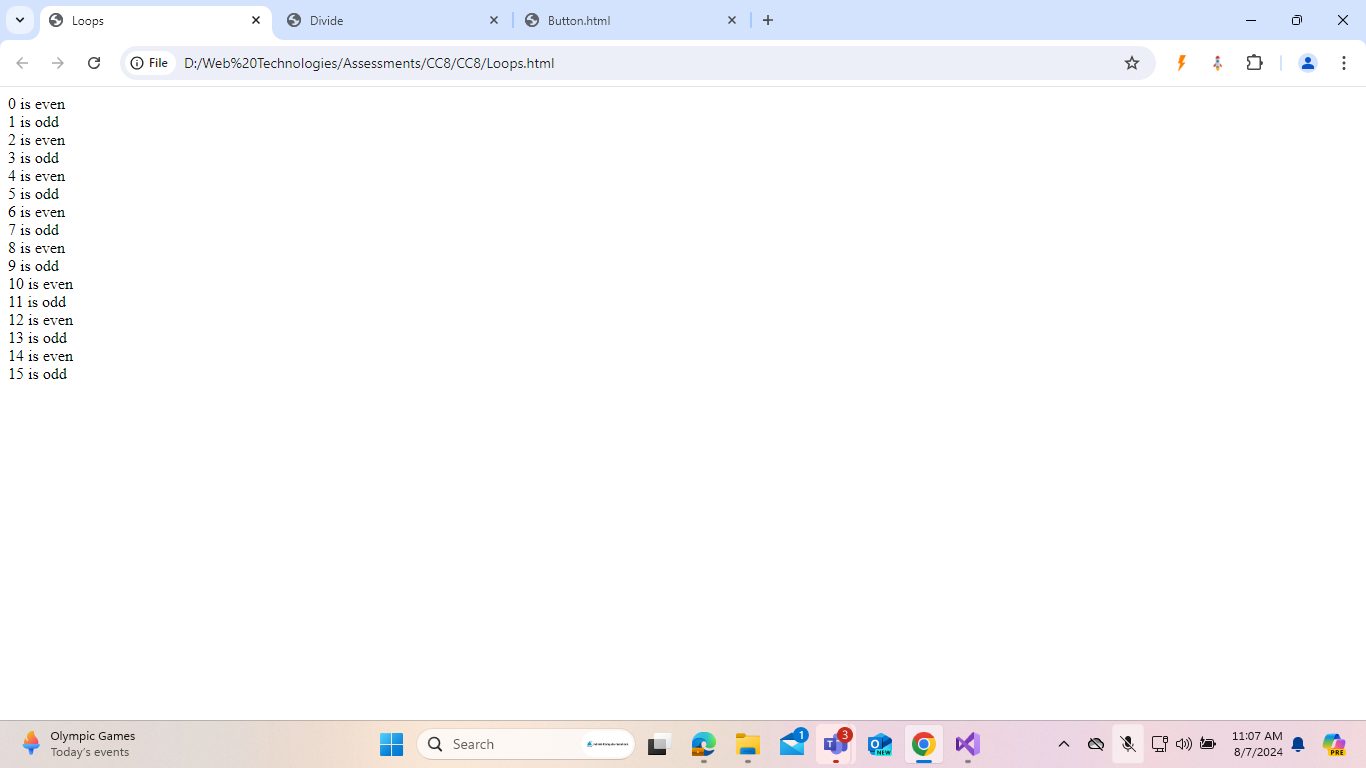 Loops
Divide
Button.html
File
D:/Web%20Technologies/Assessments/CC8/CC8/Loops.html
0 is even
1 is odd
2 is even
3 is odd
4 is even
5 is odd
6 is even
7 is odd
8 is even
9 is odd
10 is even
11 is odd
12 is even
13 is odd
14 is even
15 is odd
Olympic Games
Today's events
Search
1
3
NEW
11:07 AM
8/7/2024
PRE